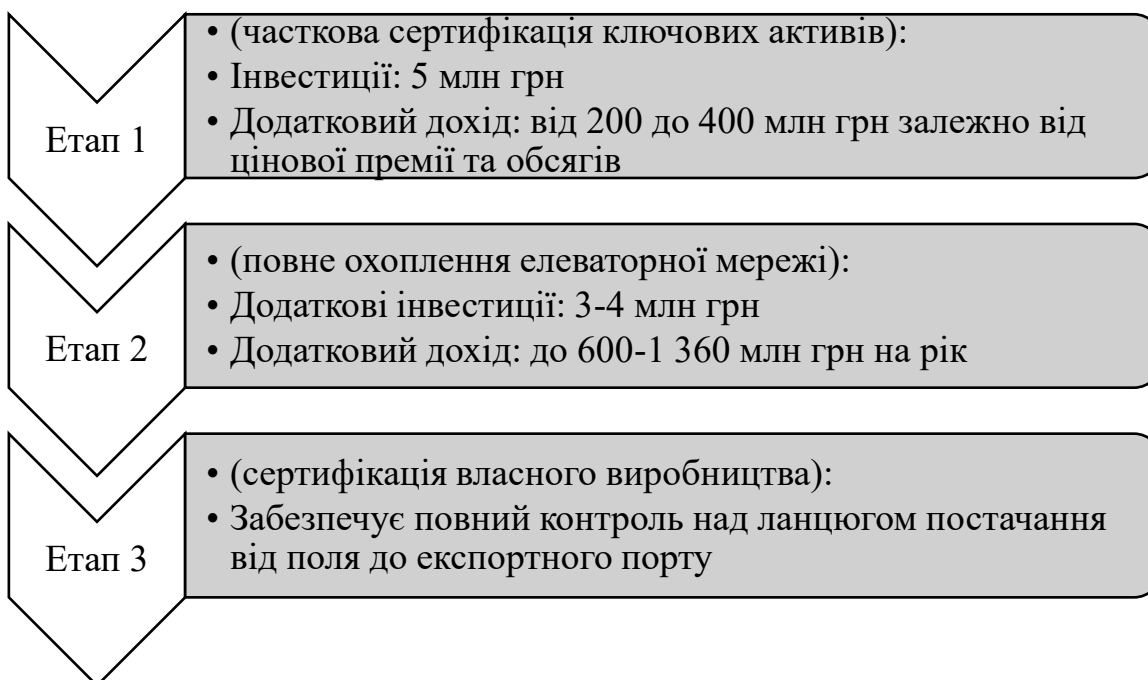 Етап 1
• (часткова сертифікація ключових активів):
• Інвестиції: 5 млн грн
• Додатковий дохід: від 200 до 400 млн грн залежно від
цінової премії та обсягів
Етап 2
• (повне охоплення елеваторної мережі):
• Додаткові інвестиції: 3-4 млн грн
• Додатковий дохід: до 600-1 360 млн грн на рік
Етап 3
• (сертифікація власного виробництва):
• Забезпечує повний контроль над ланцюгом постачання
від поля до експортного порту